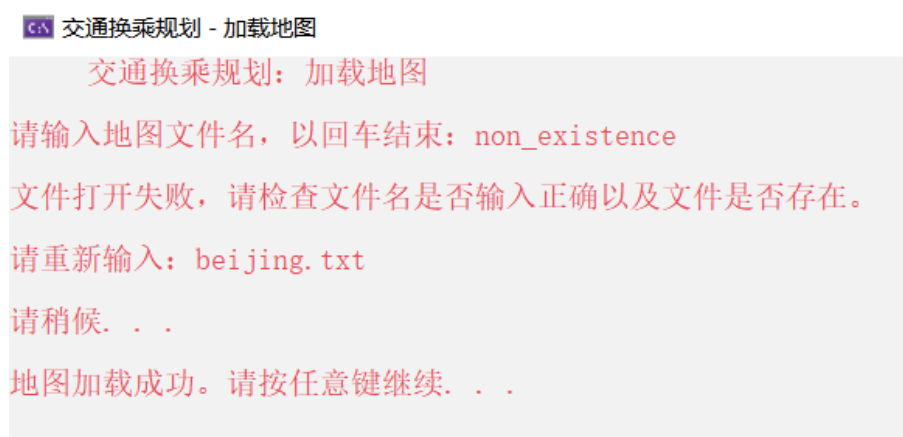 交通换乘规划 - 加载地图
交通换乘规划：加载地图
请输入地图文件名，以回车结束：non_existence
文件打开失败，请检查文件名是否输入正确以及文件是否存在。
请重新输入：beijing.txt
请稍候. . .
地图加载成功。请按任意键继续. . .